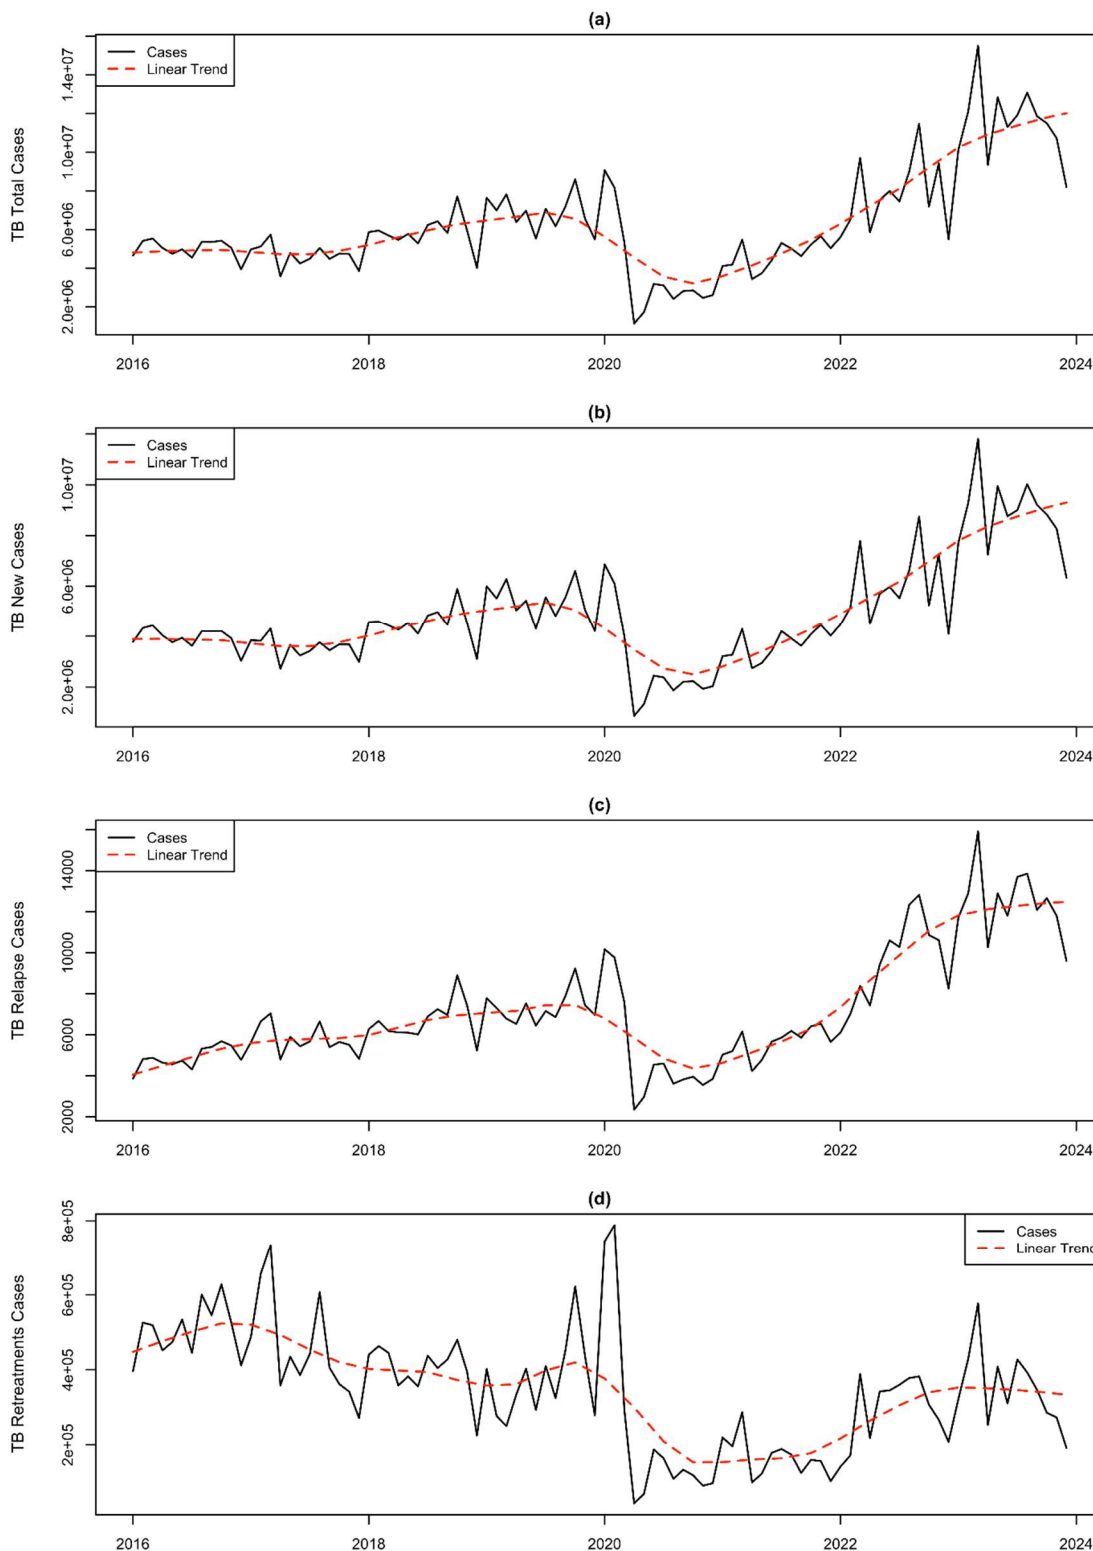 (a)
Cases
Linear Trend
TB Total Cases
1.4e+07
1.0e+07
6.0e+06
2.0e+06
2016 2018 2020 2022 2024
(b)
Cases
Linear Trend
TB New Cases
1.0e+07
6.0e+06
2.0e+06
2016 2018 2020 2022 2024
(c)
Cases
Linear Trend
TB Relapse Cases
14000
10000
6000
2000
2016 2018 2020 2022 2024
(d)
Cases
Linear Trend
TB Retreatments Cases
8e+05
6e+05
4e+05
2e+05
2016 2018 2020 2022 2024